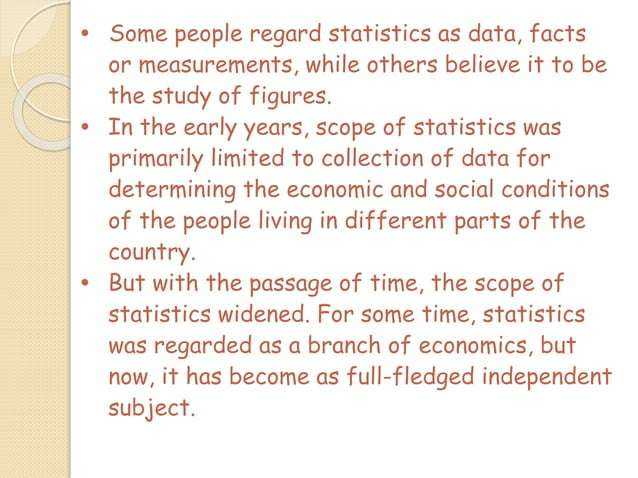 • Some people regard statistics as data, facts
or measurements, while others believe it to be
the study of figures.
• In the early years, scope of statistics was
primarily limited to collection of data for
determining the economic and social conditions
of the people living in different parts of the
country.
• But with the passage of time, the scope of
statistics widened. For some time, statistics
was regarded as a branch of economics, but
now, it has become as full-fledged independent
subject.